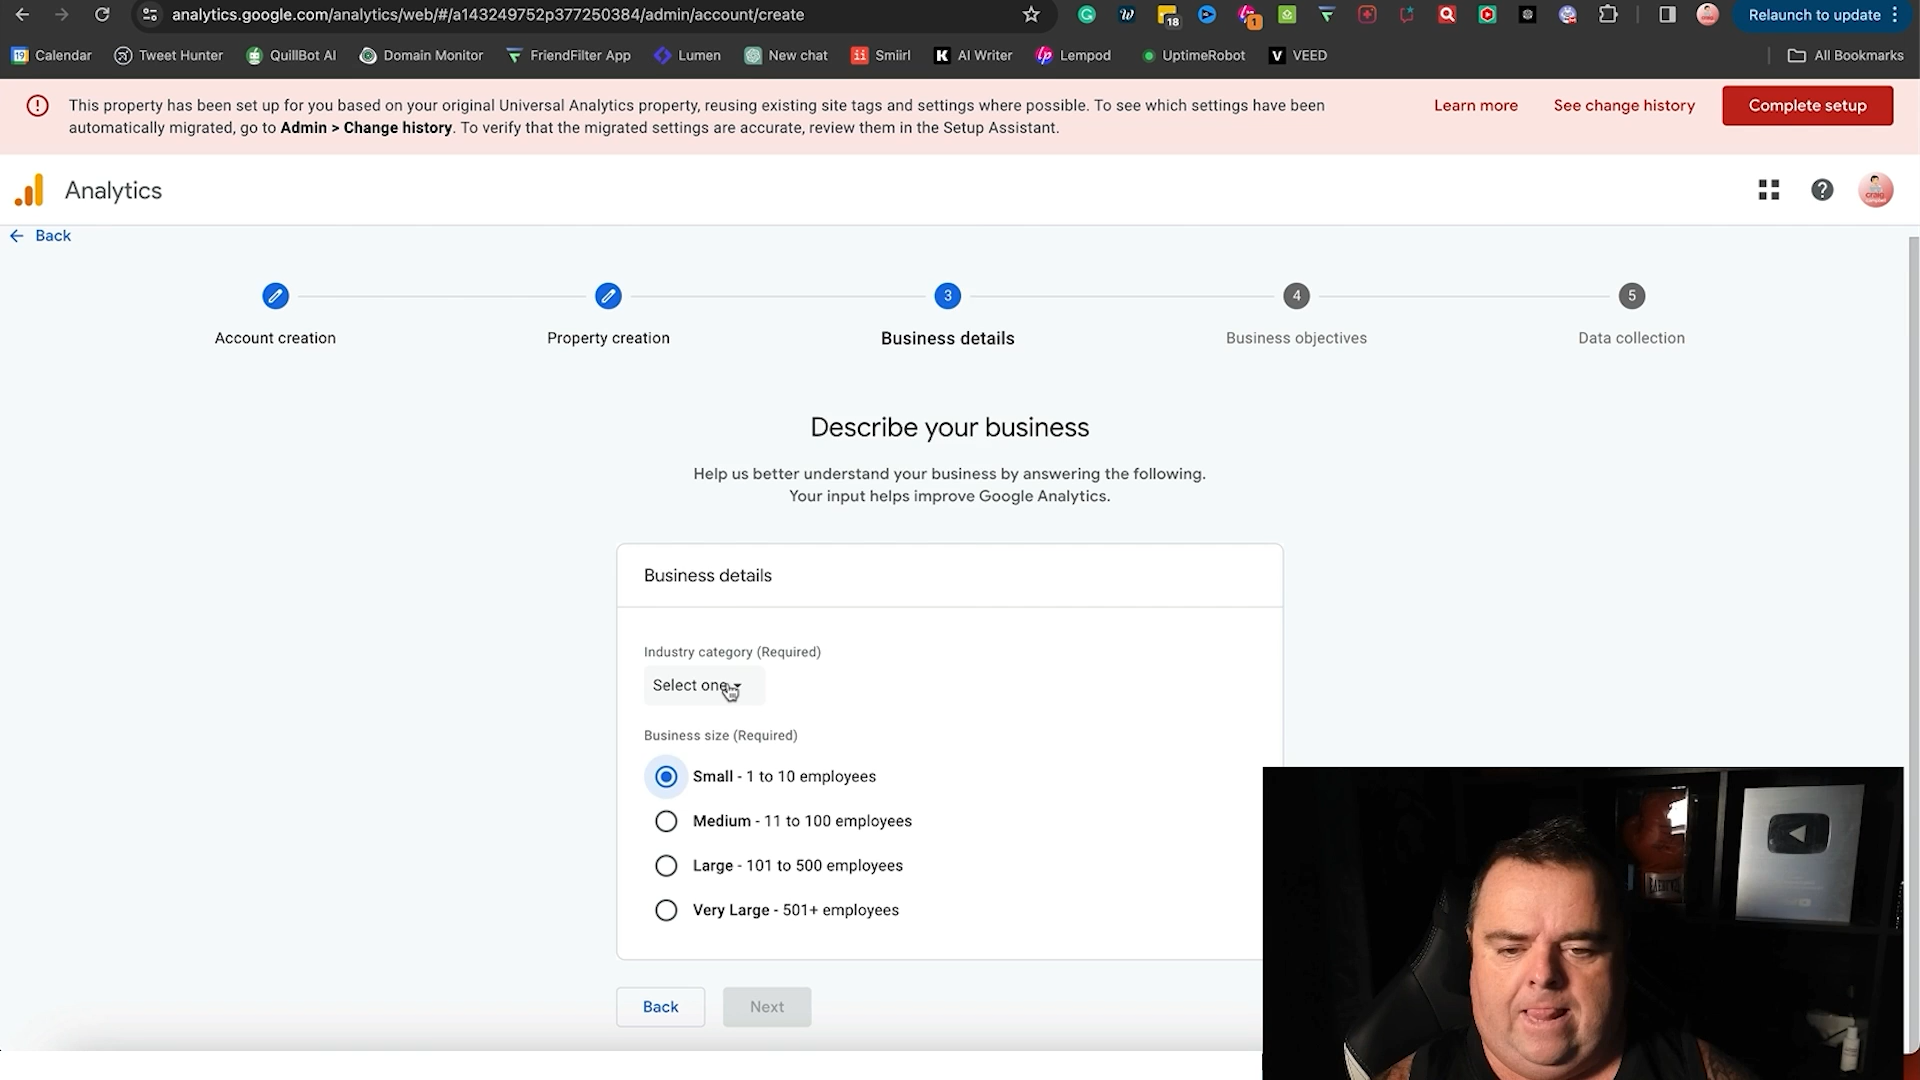 analytics.google.com/analytics/web/#/a143249752p377250384/admin/account/create
18
1
Relaunch to update
19 Calendar
Tweet Hunter
QuillBot AI
Domain Monitor
FriendFilter App
Lumen
New chat
Smiirl
K AI Writer
lp Lempod
UptimeRobot
V VEED
All Bookmarks
This property has been set up for you based on your original Universal Analytics property, reusing existing site tags and settings where possible. To see which settings have been
automatically migrated, go to Admin > Change history. To verify that the migrated settings are accurate, review them in the Setup Assistant.
Learn more
See change history
Complete setup
Analytics
Back
3
4
5
Account creation
Property creation
Business details
Business objectives
Data collection
Describe your business
Help us better understand your business by answering the following.
Your input helps improve Google Analytics.
Business details
Industry category (Required)
Select one
Business size (Required)
Small - 1 to 10 employees
Medium - 11 to 100 employees
Large - 101 to 500 employees
Very Large - 501+ employees
Back
Next